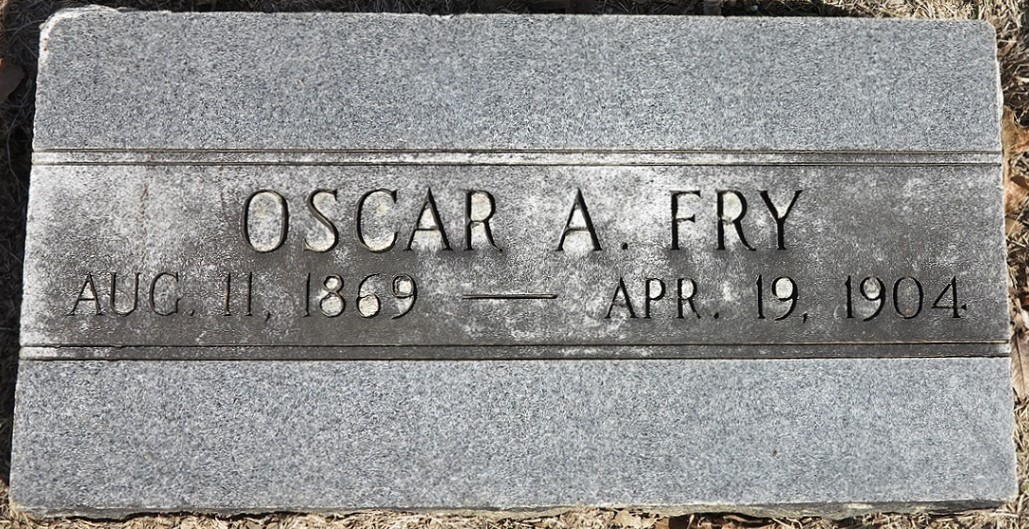 OSCAR A. FRY
AUG. 11, 1869 — APR. 19, 1904